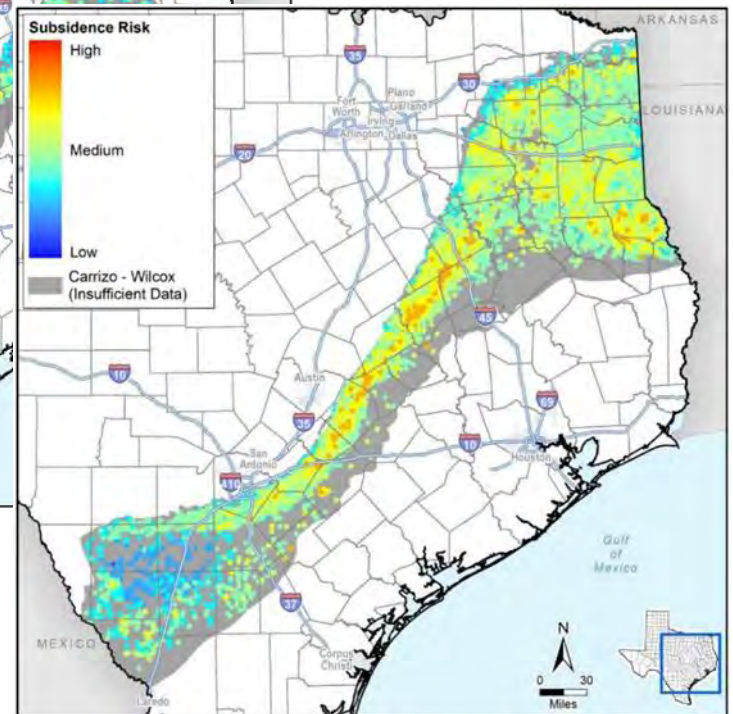 Subsidence Risk
High
Medium
Low
Carrizo - Wilcox
(Insufficient Data)
ARKANSAS
LOUISIANA
35
30
Plano
Fort
Worth
Garland
Irving
Arlington
Dallas
20
45
10
Austin
35
69
San
Antonio
10
Houston
410
37
Gulf
of
Mexico
MEXICO
Corpus
Christi
N
0 30
Miles
Laredo